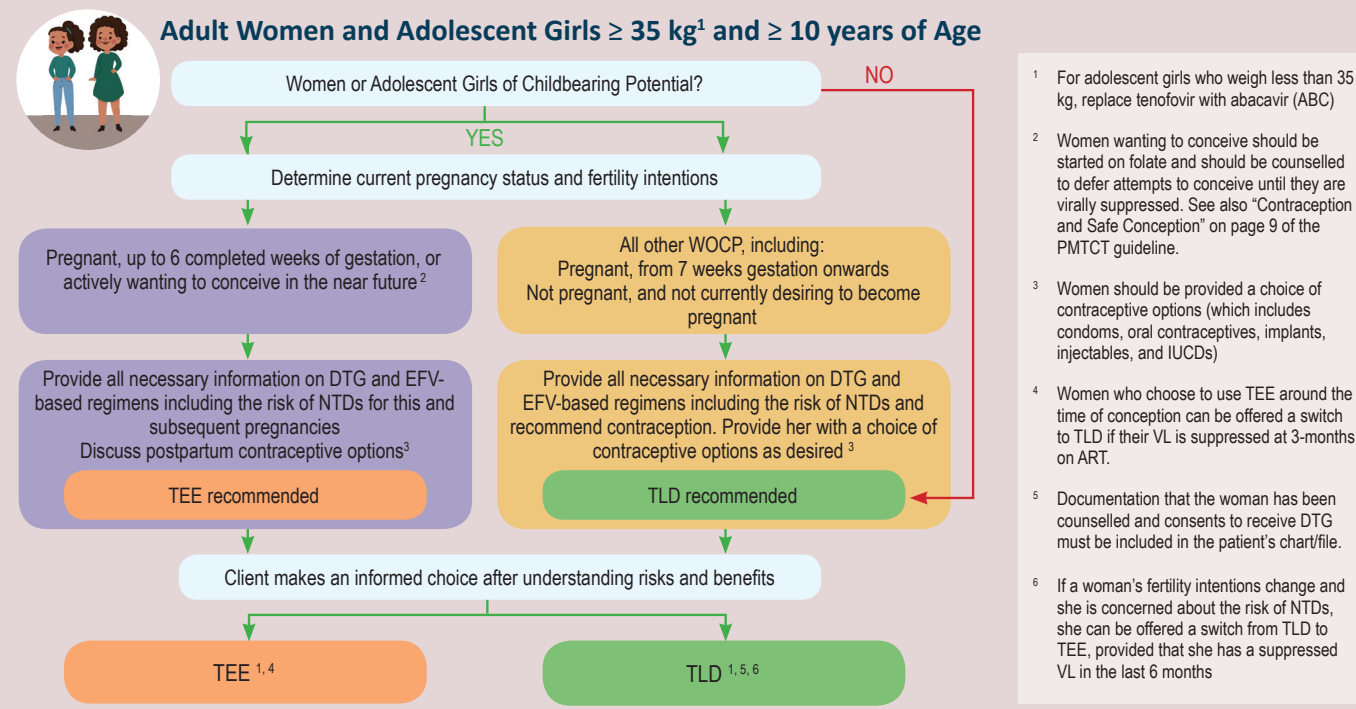 Adult Women and Adolescent Girls ≥ 35 kg¹ and ≥ 10 years of Age
Women or Adolescent Girls of Childbearing Potential?
NO
YES
Determine current pregnancy status and fertility intentions
Pregnant, up to 6 completed weeks of gestation, or
actively wanting to conceive in the near future ²
All other WOCP, including:
Pregnant, from 7 weeks gestation onwards
Not pregnant, and not currently desiring to become
pregnant
Provide all necessary information on DTG and EFV-
based regimens including the risk of NTDs for this and
subsequent pregnancies
Discuss postpartum contraceptive options³
TEE recommended
Provide all necessary information on DTG and
EFV-based regimens including the risk of NTDs and
recommend contraception. Provide her with a choice of
contraceptive options as desired ³
TLD recommended
Client makes an informed choice after understanding risks and benefits
TEE ¹, ⁴
TLD ¹, ⁵, ⁶
¹ For adolescent girls who weigh less than 35
kg, replace tenofovir with abacavir (ABC)
² Women wanting to conceive should be
started on folate and should be counselled
to defer attempts to conceive until they are
virally suppressed. See also “Contraception
and Safe Conception” on page 9 of the
PMTCT guideline.
³ Women should be provided a choice of
contraceptive options (which includes
condoms, oral contraceptives, implants,
injectables, and IUCDs)
⁴ Women who choose to use TEE around the
time of conception can be offered a switch
to TLD if their VL is suppressed at 3-months
on ART.
⁵ Documentation that the woman has been
counselled and consents to receive DTG
must be included in the patient’s chart/file.
⁶ If a woman’s fertility intentions change and
she is concerned about the risk of NTDs,
she can be offered a switch from TLD to
TEE, provided that she has a suppressed
VL in the last 6 months